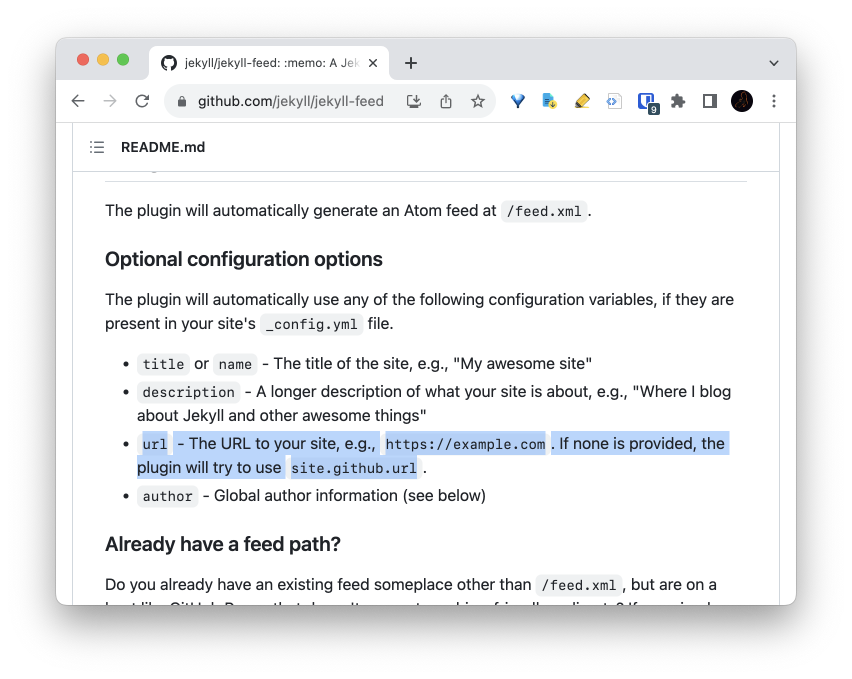 jekyll/jekyll-feed: :memo: A Jek
github.com/jekyll/jekyll-feed
9
README.md
The plugin will automatically generate an Atom feed at /feed.xml.
Optional configuration options
The plugin will automatically use any of the following configuration variables, if they are
present in your site's _config.yml file.
• title or name - The title of the site, e.g., "My awesome site"
• description - A longer description of what your site is about, e.g., "Where I blog
about Jekyll and other awesome things"
• url - The URL to your site, e.g., https://example.com. If none is provided, the
plugin will try to use site.github.url.
• author - Global author information (see below)
Already have a feed path?
Do you already have an existing feed someplace other than /feed.xml, but are on a